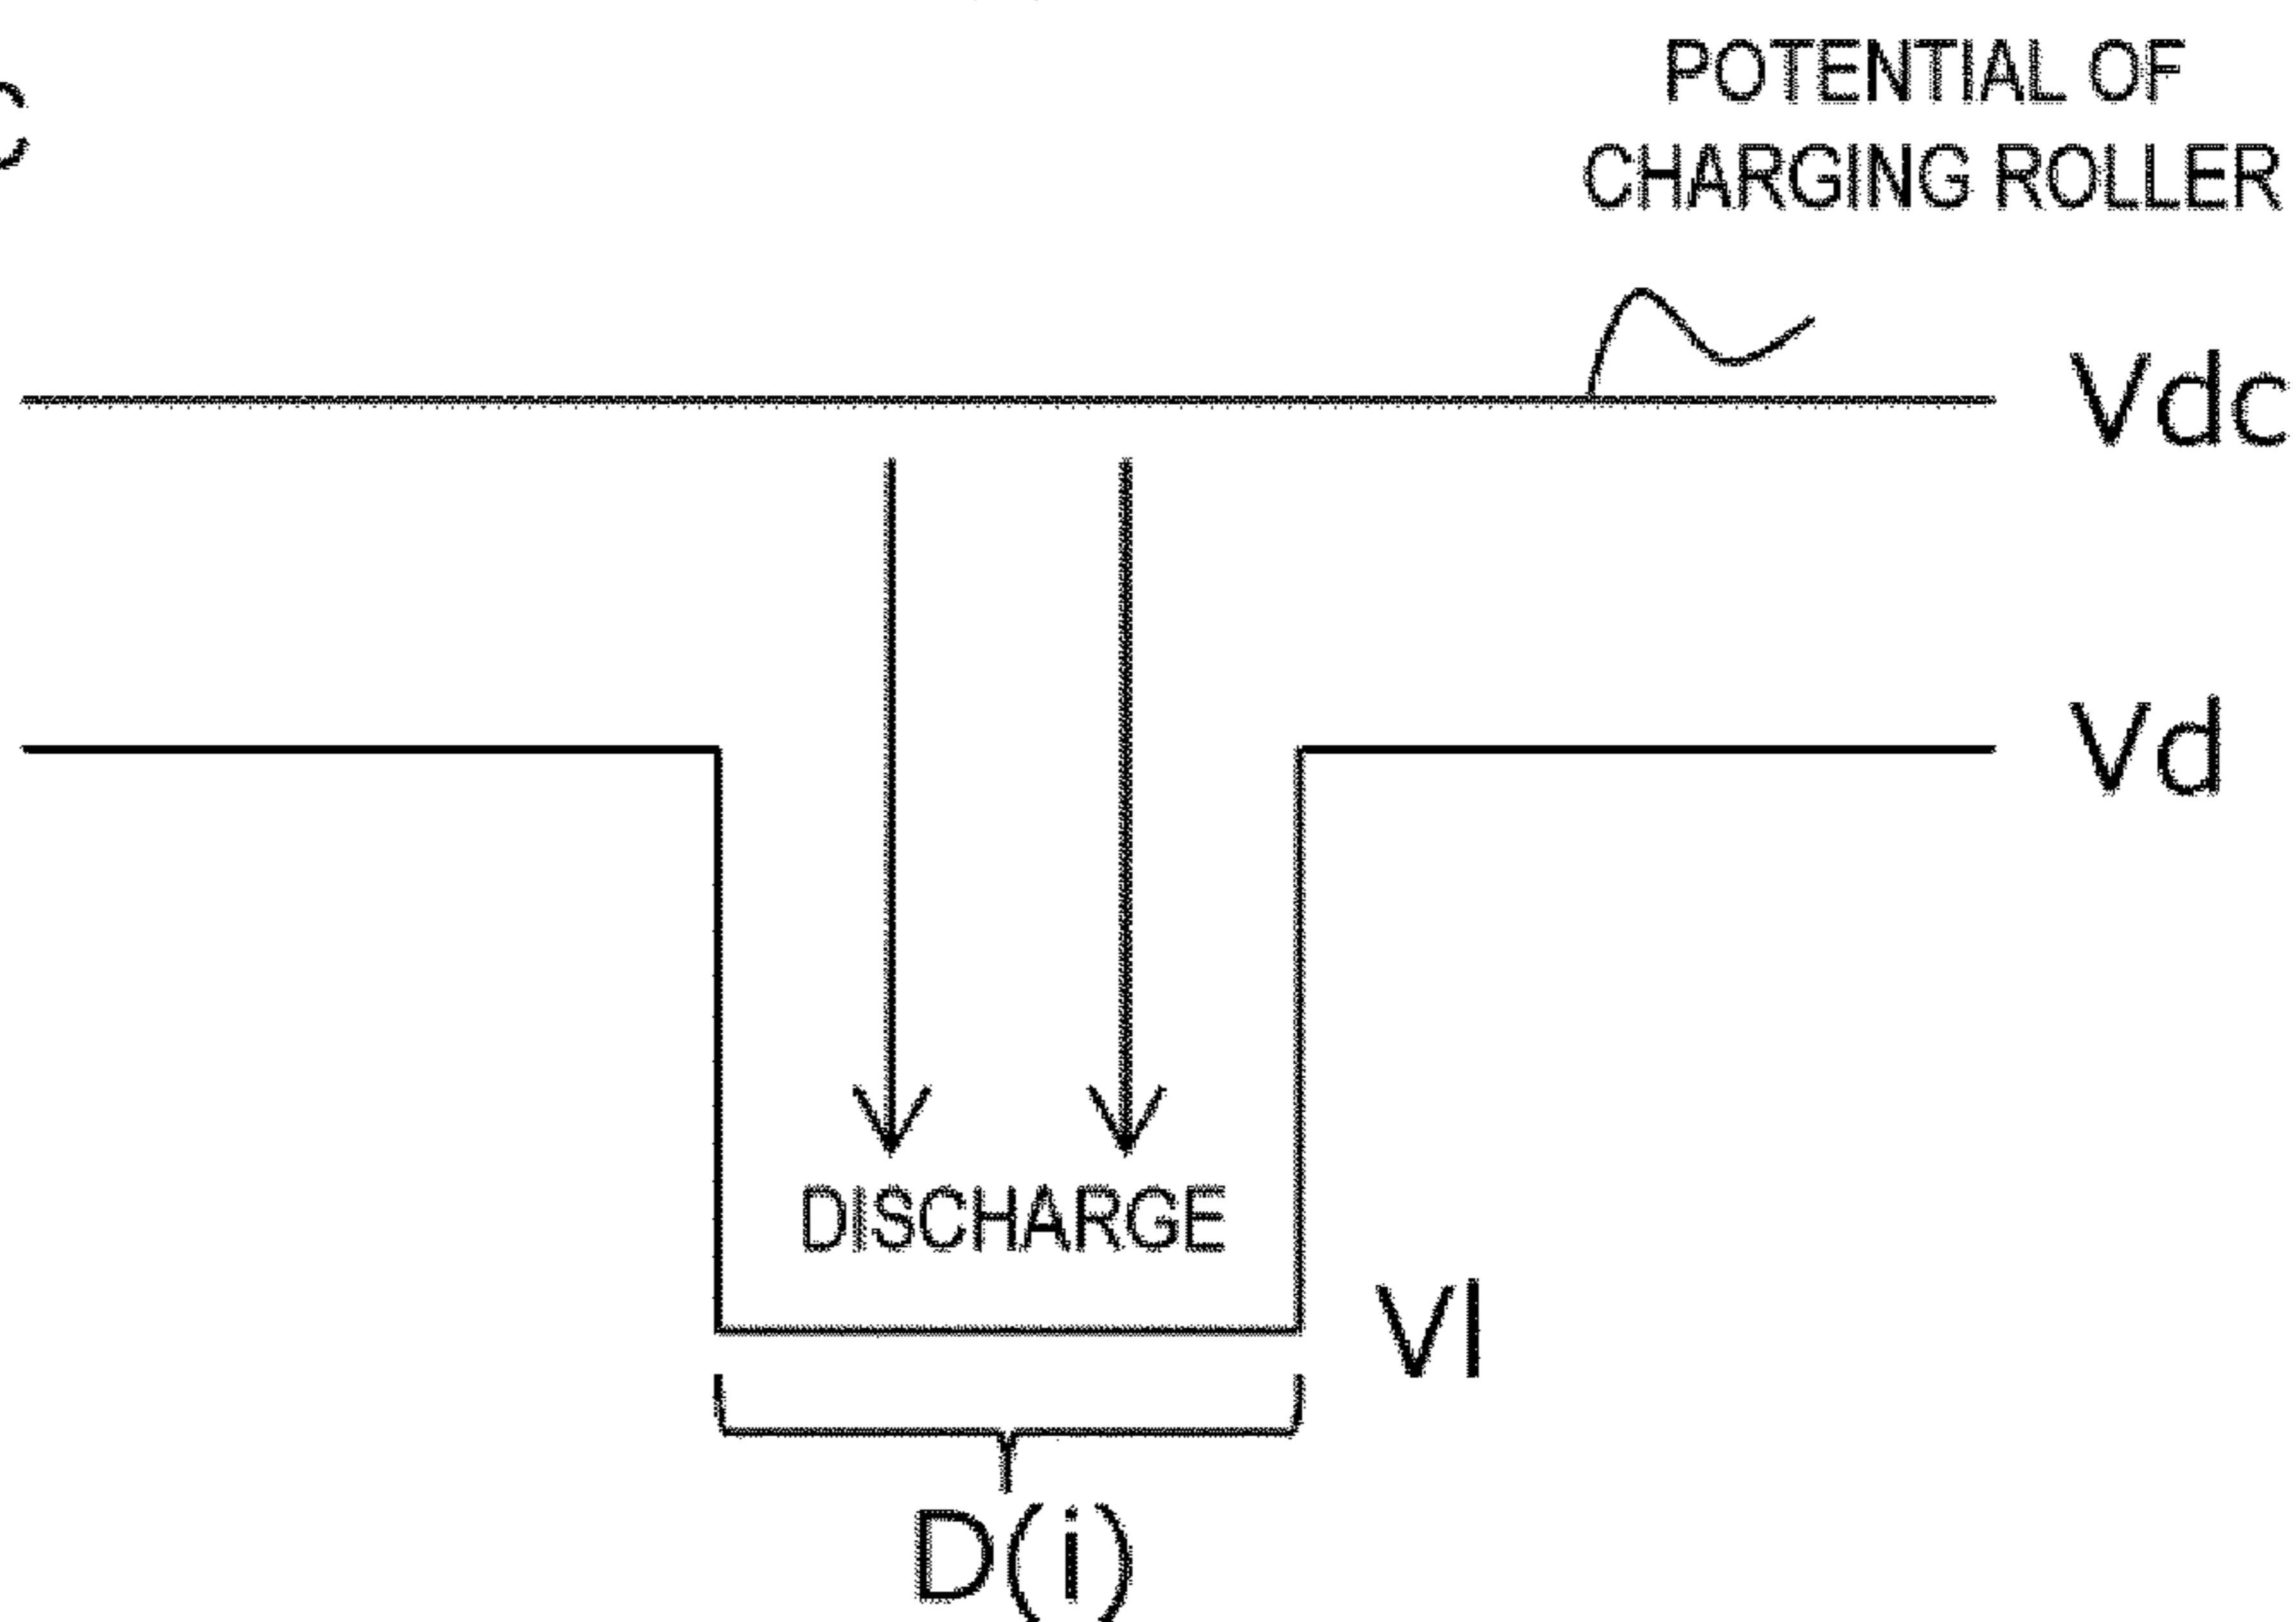 POTENTIAL OF
CHARGING ROLLER
C
Vdc
Vd
DISCHARGE
Vl
D(i)